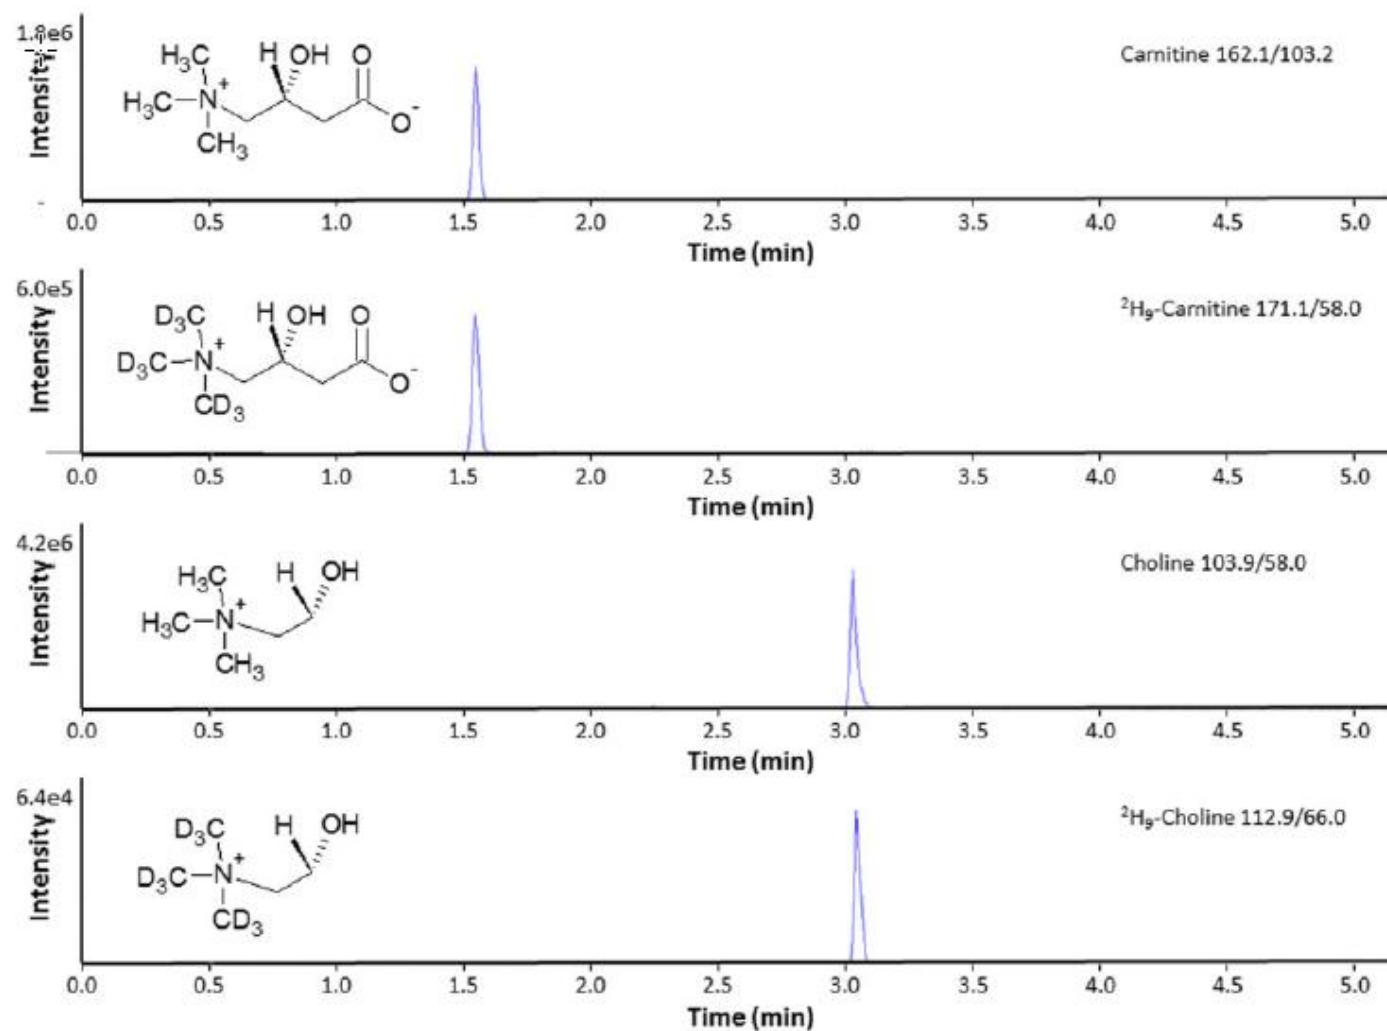 1.8e6
Intensity
H₃C H OH O
H₃C N⁺ O⁻
CH₃
Carnitine 162.1/103.2
-
0.0 0.5 1.0 1.5 2.0 2.5 3.0 3.5 4.0 4.5 5.0
Time (min)
6.0e5
Intensity
D₃C H OH O
D₃C N⁺ O⁻
CD₃
²H₉-Carnitine 171.1/58.0
0.0 0.5 1.0 1.5 2.0 2.5 3.0 3.5 4.0 4.5 5.0
Time (min)
4.2e6
Intensity
H₃C H OH
H₃C N⁺
CH₃
Choline 103.9/58.0
0.0 0.5 1.0 1.5 2.0 2.5 3.0 3.5 4.0 4.5 5.0
Time (min)
6.4e4
Intensity
D₃C H OH
D₃C N⁺
CD₃
²H₉-Choline 112.9/66.0
0.0 0.5 1.0 1.5 2.0 2.5 3.0 3.5 4.0 4.5 5.0
Time (min)